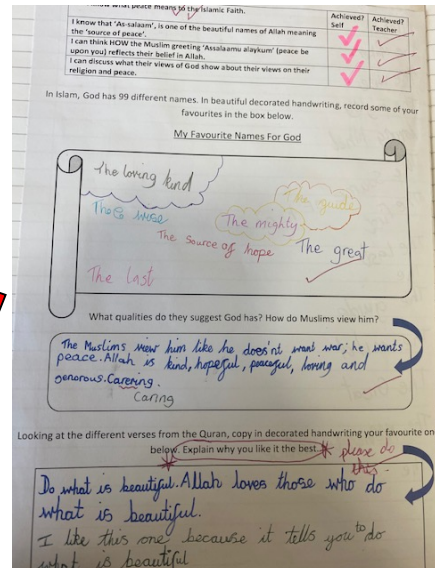 know what peace means to the Islamic Faith.
Achieved? Achieved?
Self Teacher
I know that 'As-salaam', is one of the beautiful names of Allah meaning
the 'source of peace'.
I can think HOW the Muslim greeting 'Assalaamu alaykum' (peace be
upon you) reflects their belief in Allah.
I can discuss what their views of God show about their views on their
religion and peace.
In Islam, God has 99 different names. In beautiful decorated handwriting, record some of your
favourites in the box below.
My Favourite Names For God
The loving kind
The guide
The wise
The mighty
The Source of hope
The great
The last
What qualities do they suggest God has? How do Muslims view him?
The Muslims view him like he does'nt want war; he wants
peace. Allah is kind, hopeful, peaceful, loving and
genorous. Carering.
Caring
Looking at the different verses from the Quran, copy in decorated handwriting your favourite on
below. Explain why you like it the best. please do
this
Do what is beautiful. Allah loves those who do
what is beautiful.
I like this one because it tells you to do
what is beautiful